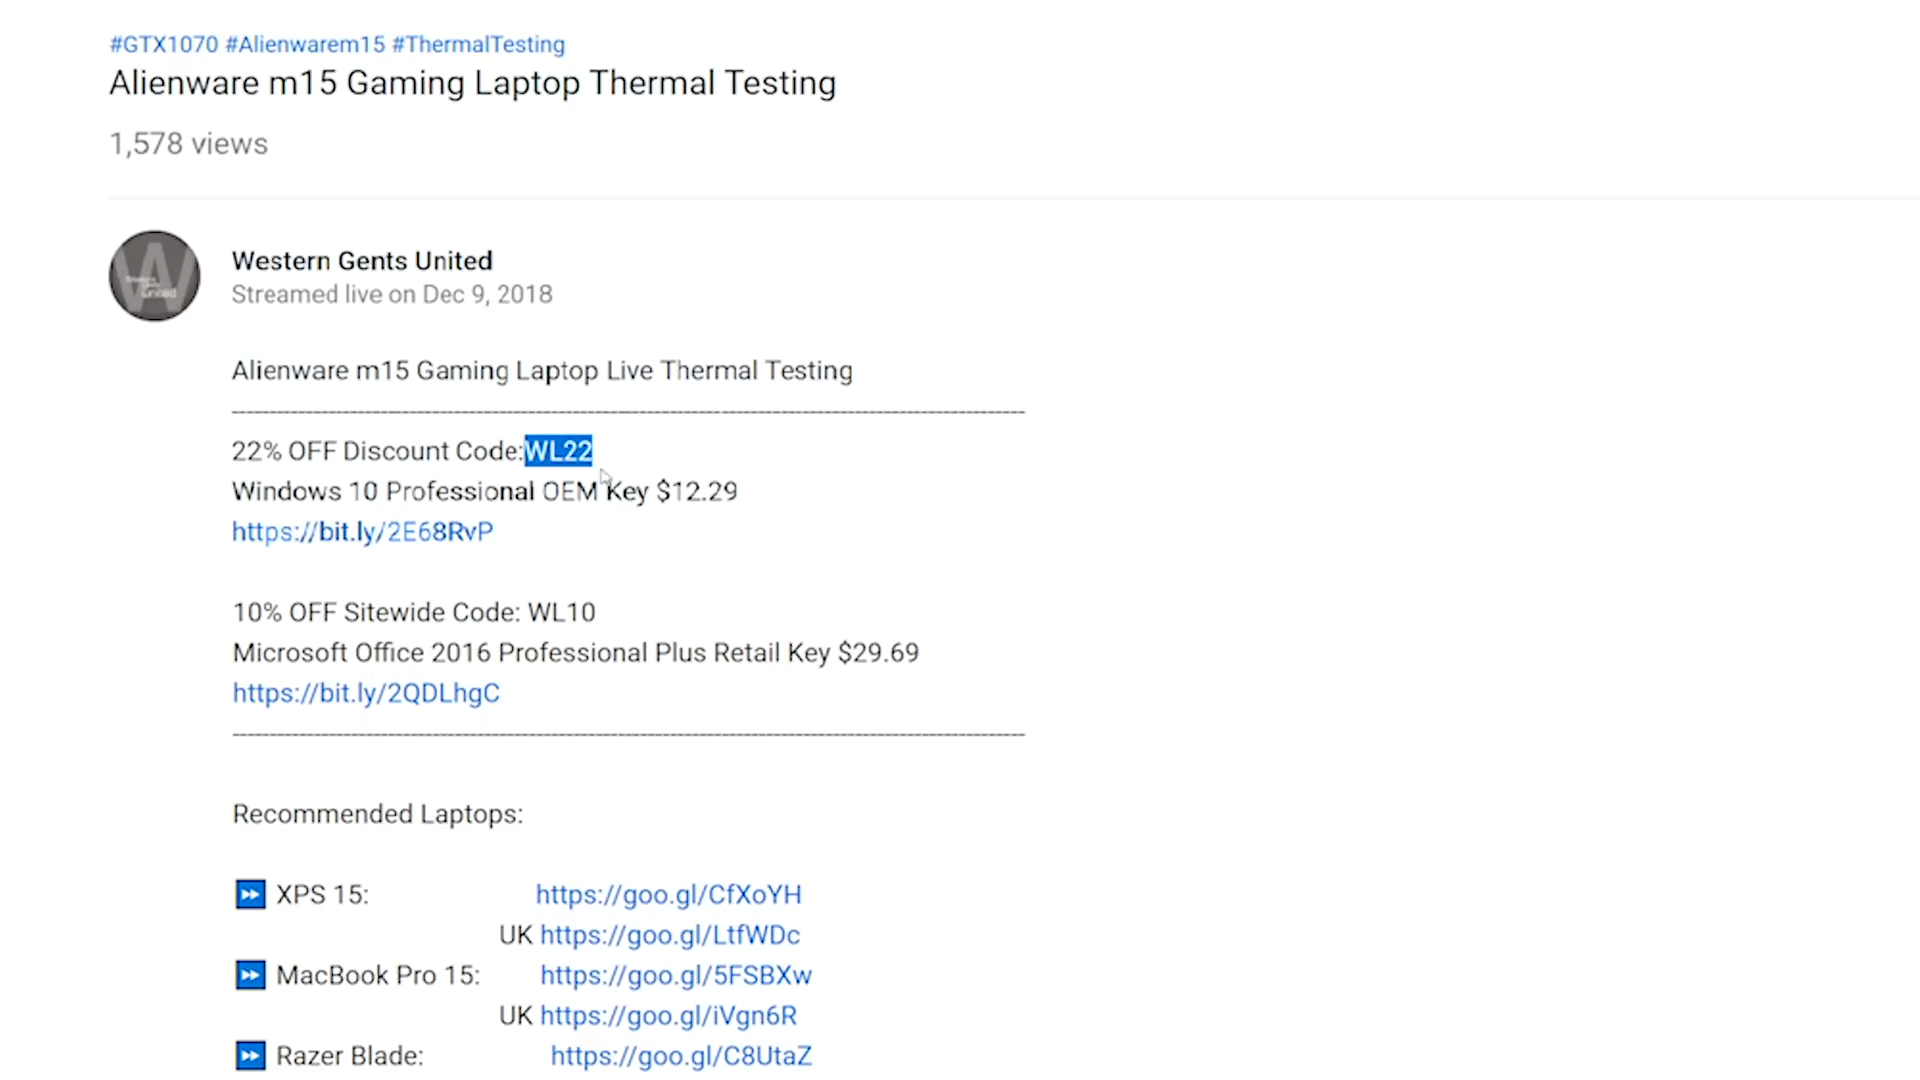 #GTX1070 #Alienwarem15 #ThermalTesting
Alienware m15 Gaming Laptop Thermal Testing
1,578 views
Western Gents United
Streamed live on Dec 9, 2018
Alienware m15 Gaming Laptop Live Thermal Testing
22% OFF Discount Code:WL22
Windows 10 Professional OEM Key $12.29
https://bit.ly/2E68RvP
10% OFF Sitewide Code: WL10
Microsoft Office 2016 Professional Plus Retail Key $29.69
https://bit.ly/2QDLhgC
Recommended Laptops:
XPS 15: https://goo.gl/CfXoYH
UK https://goo.gl/LtfWDc
MacBook Pro 15: https://goo.gl/5FSBXw
UK https://goo.gl/iVgn6R
Razer Blade: https://goo.gl/C8UtaZ